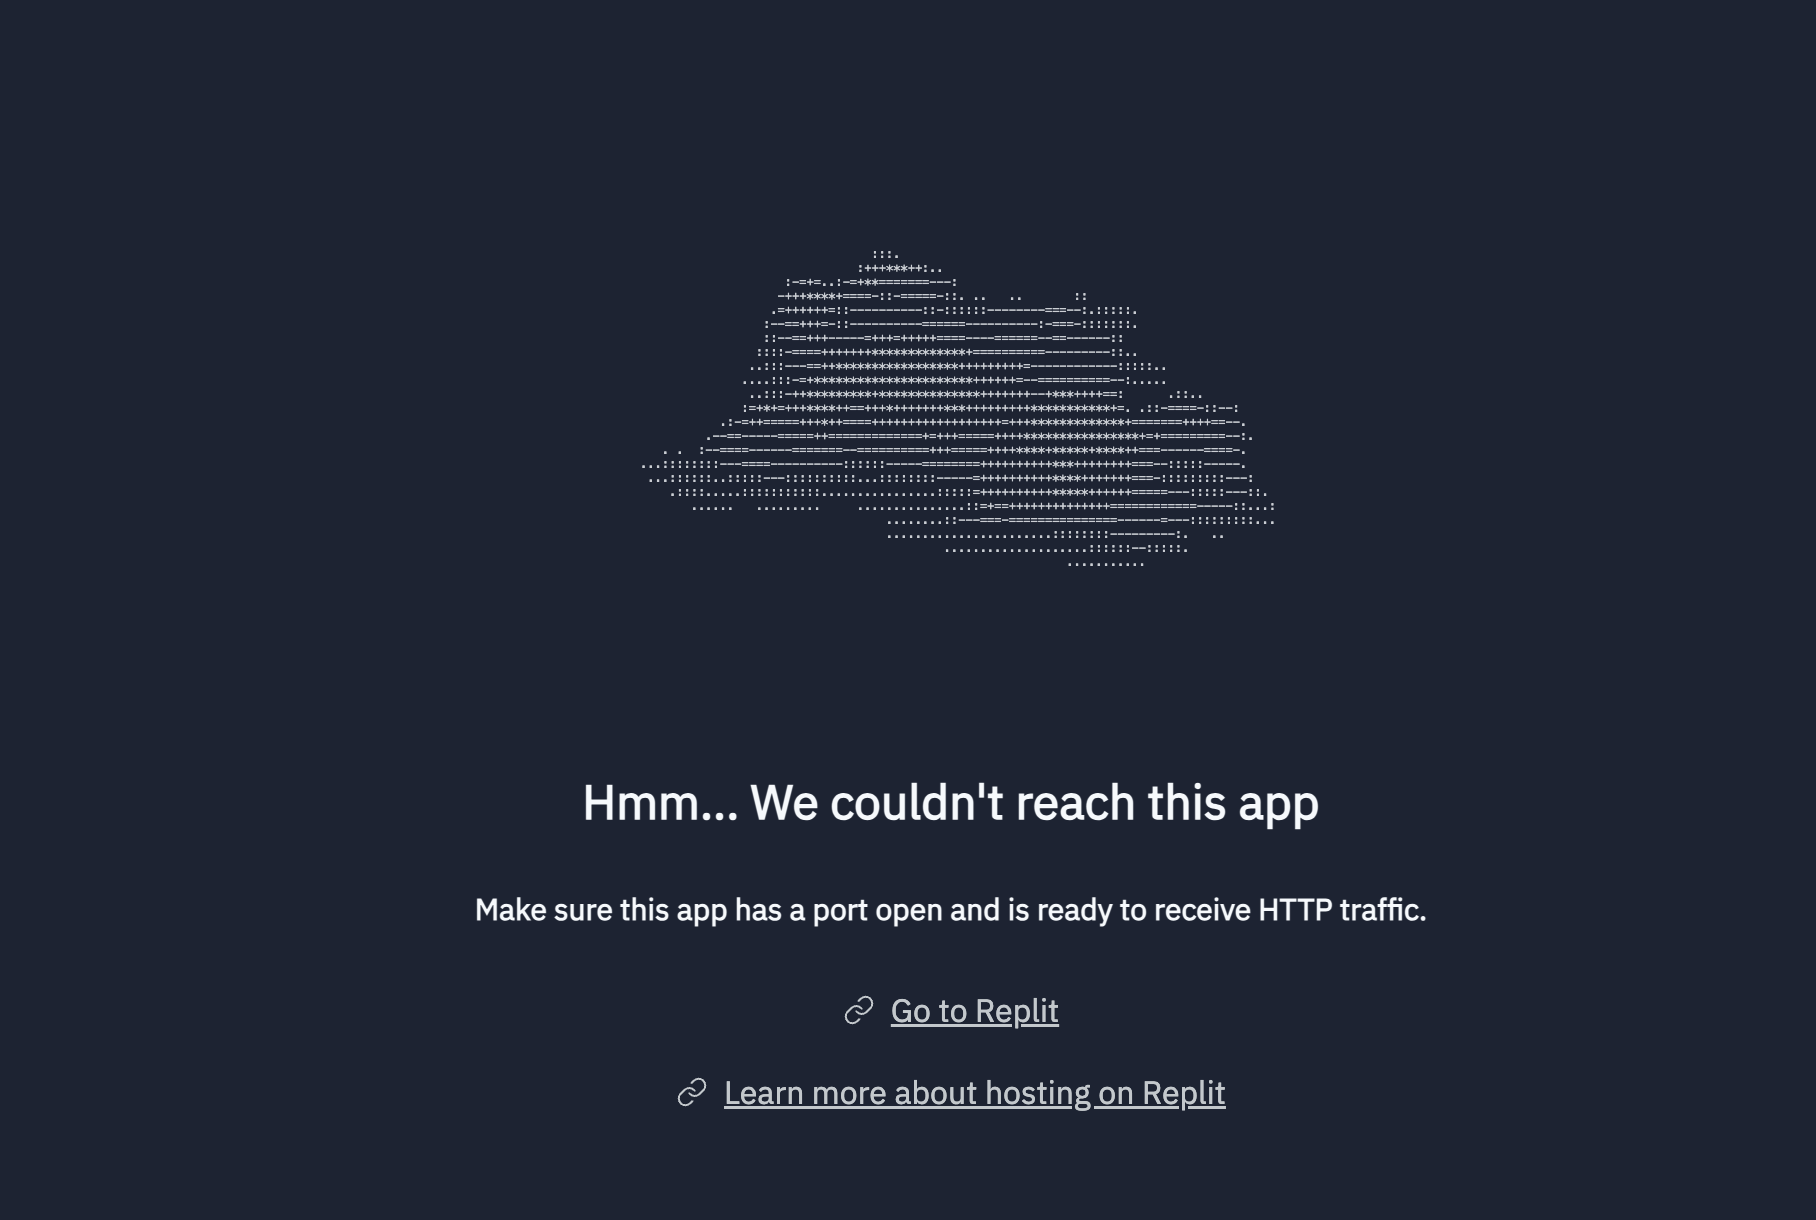 Hmm... We couldn't reach this app
Make sure this app has a port open and is ready to receive HTTP traffic.
Go to Replit
Learn more about hosting on Replit